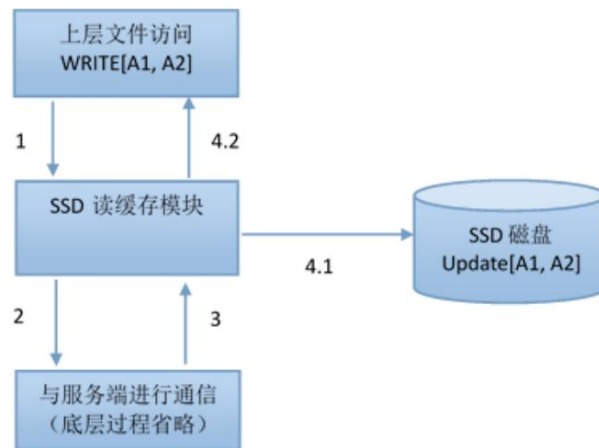 上层文件访问
WRITE[A1, A2]
1
4.2
SSD 读缓存模块
SSD 磁盘
Update[A1, A2]
4.1
2
3
与服务端进行通信
（底层过程省略）